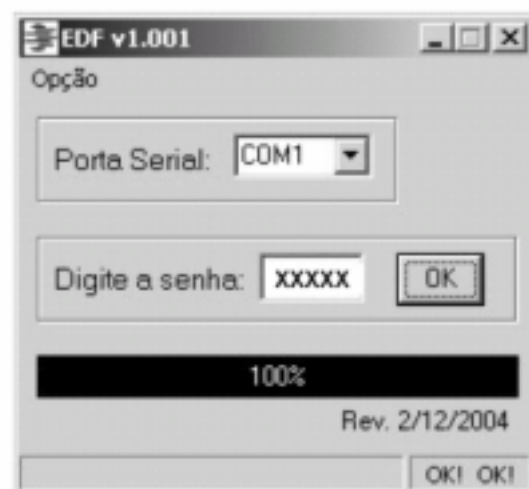 EDF v1.001
Opção
Porta Serial: COM1
Digite a senha: XXXXX OK
100%
Rev. 2/12/2004
OK! OK!